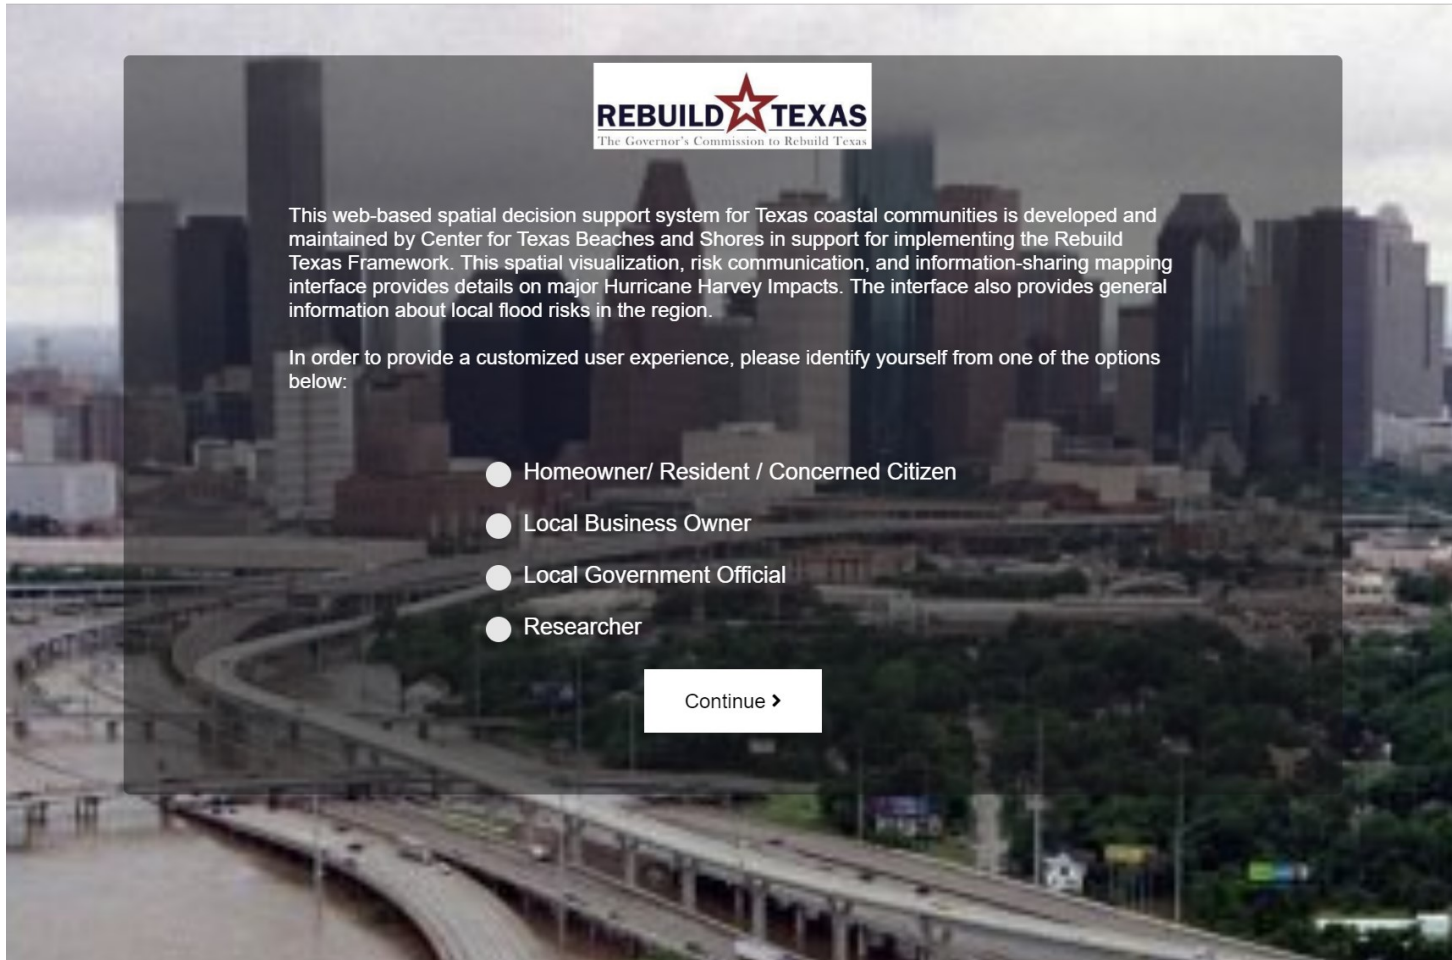 REBUILD TEXAS
The Governor's Commission to Rebuild Texas
This web-based spatial decision support system for Texas coastal communities is developed and
maintained by Center for Texas Beaches and Shores in support for implementing the Rebuild
Texas Framework. This spatial visualization, risk communication, and information-sharing mapping
interface provides details on major Hurricane Harvey Impacts. The interface also provides general
information about local flood risks in the region.
In order to provide a customized user experience, please identify yourself from one of the options
below:
Homeowner/ Resident / Concerned Citizen
Local Business Owner
Local Government Official
Researcher
Continue >